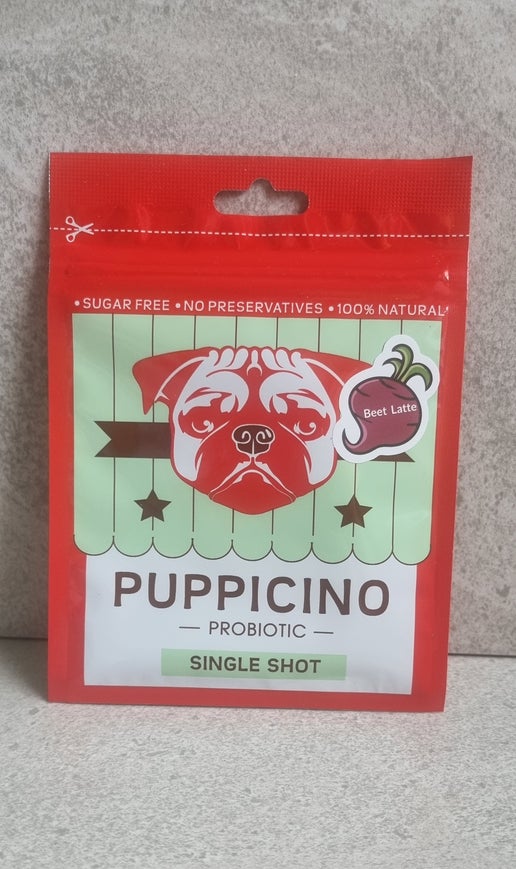 • SUGAR FREE • NO PRESERVATIVES • 100% NATURAL
Beet Latte
PUPPICINO
— PROBIOTIC —
SINGLE SHOT